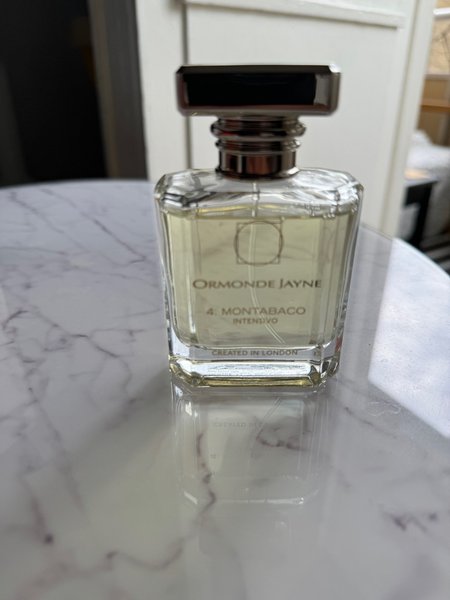 ORMONDE JAYNE
4. MONTABACO
INTENSIVO
CREATED IN LONDON